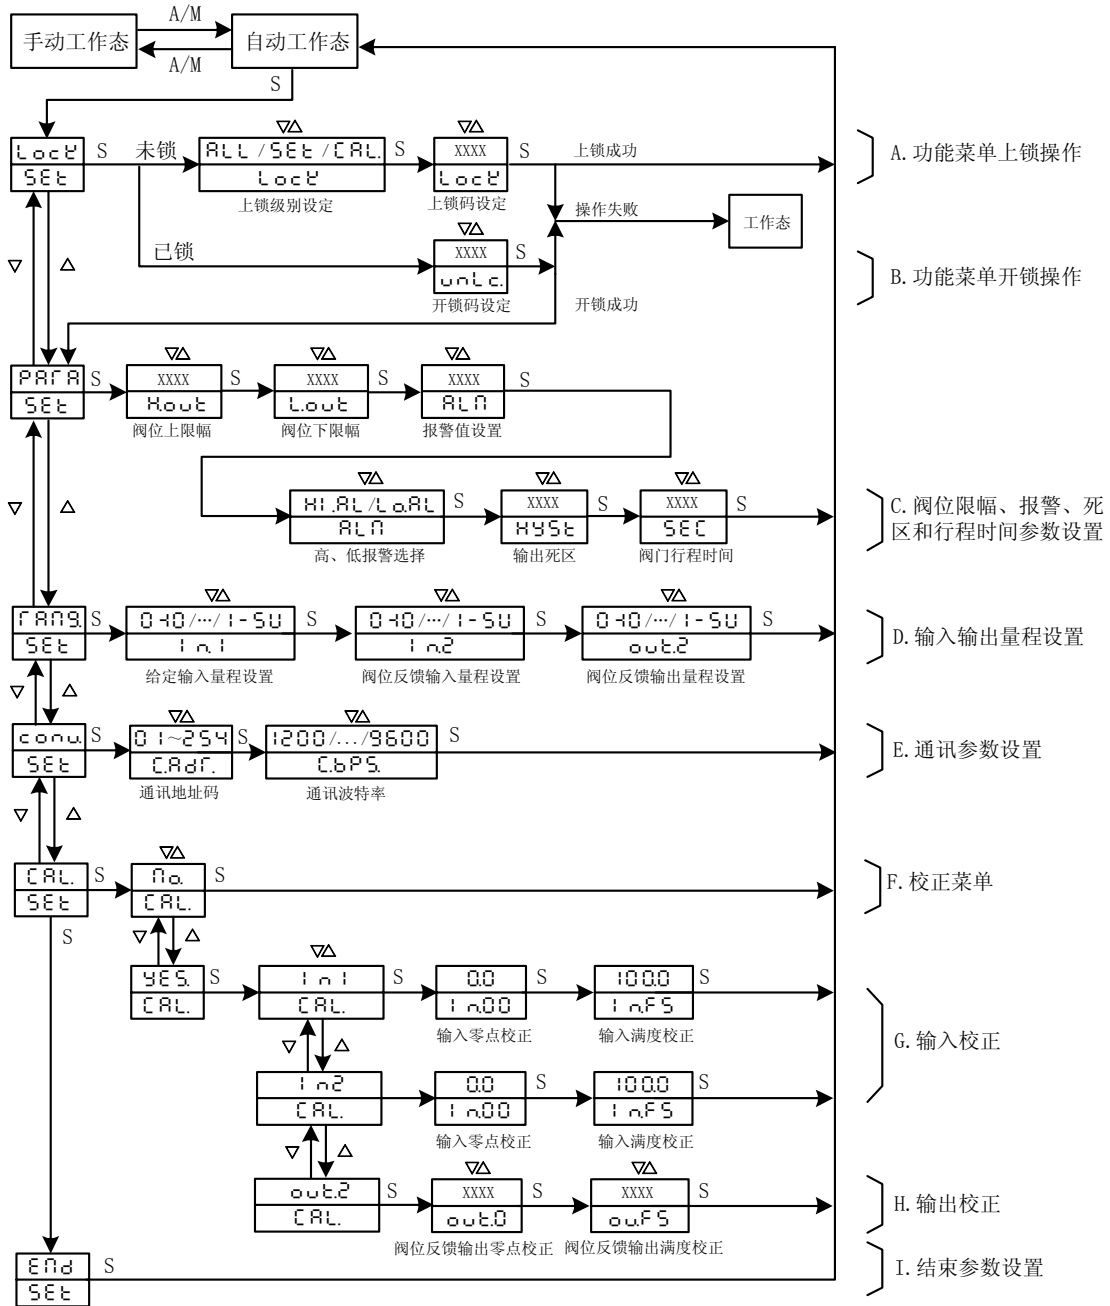 A/M
手动工作态
自动工作态
A/M
S
▽△
▽△
LocK
SEt
S
未锁
ALL/SEt/CAL.
LocK
S
XXXX
LocK
S
上锁成功
A.功能菜单上锁操作
上锁级别设定
上锁码设定
操作失败
工作态
▽△
已锁
XXXX
unLc.
S
▽
△
B.功能菜单开锁操作
开锁码设定
开锁成功
▽△
▽△
▽△
PArA
SEt
S
XXXX
H.out
S
XXXX
L.out
S
XXXX
ALM
S
阀位上限幅
阀位下限幅
报警值设置
▽△
▽△
▽△
▽
△
HI.AL/Lo.AL
ALM
S
XXXX
HYSt
S
XXXX
SEC
S
C.阀位限幅、报警、死
区和行程时间参数设置
高、低报警选择
输出死区
阀门行程时间
▽△
▽△
▽△
rANG.
SEt
S
0-10/…/1-5U
In.1
S
0-10/…/1-5U
In.2
S
0-10/…/1-5U
out.2
S
D.输入输出量程设置
给定输入量程设置
阀位反馈输入量程设置
阀位反馈输出量程设置
▽
△
▽△
▽△
conu.
SEt
S
01~254
C.Adr.
S
1200/.../9600
C.bPS.
S
E.通讯参数设置
通讯地址码
通讯波特率
▽
△
▽△
CAL.
SEt
S
No.
CAL.
S
F.校正菜单
S
▽
△
▽△
YES.
CAL.
S
In1
CAL.
S
0.0
In.00
S
100.0
In.FS
S
输入零点校正
输入满度校正
G.输入校正
▽
△
In2
CAL.
S
0.0
In.00
S
100.0
In.FS
S
输入零点校正
输入满度校正
▽
△
▽△
▽△
out.2
CAL.
S
XXXX
out.0
S
XXXX
ou.FS
S
H.输出校正
阀位反馈输出零点校正
阀位反馈输出满度校正
ENd
SEt
S
I.结束参数设置